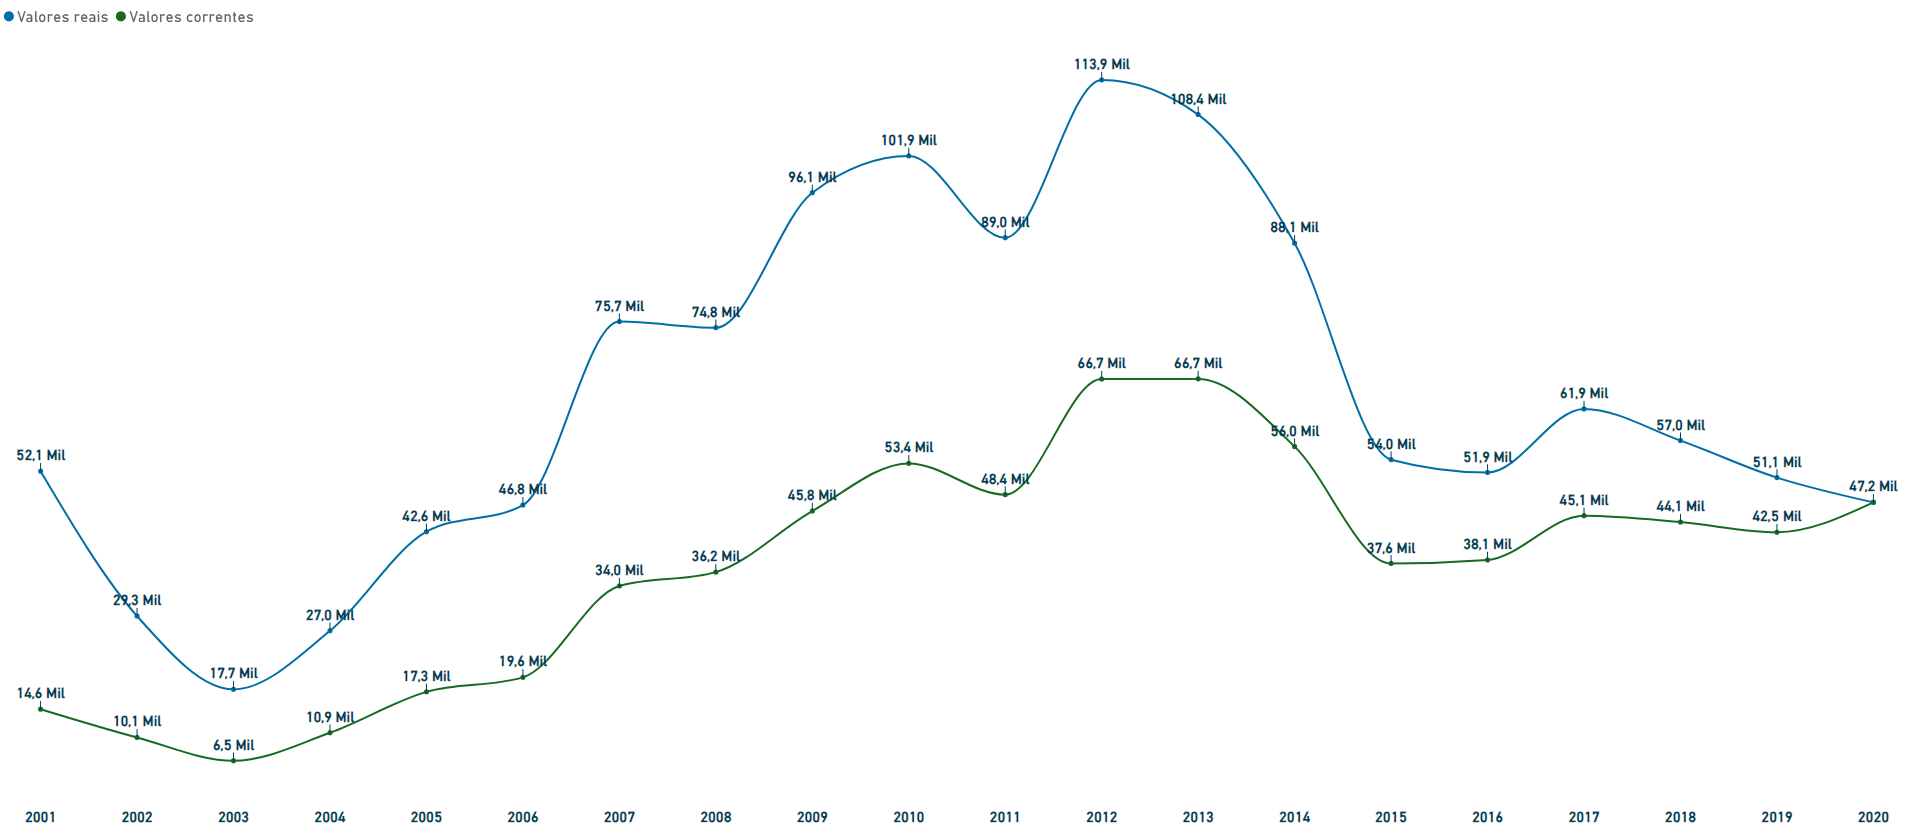 Valores reais Valores correntes
113,9 Mil
108,4 Mil
101,9 Mil
96,1 Mil
89,0 Mil
88,1 Mil
75,7 Mil
74,8 Mil
66,7 Mil 66,7 Mil
61,9 Mil
57,0 Mil
56,0 Mil
54,0 Mil
53,4 Mil
52,1 Mil
51,9 Mil
51,1 Mil
48,4 Mil
47,2 Mil
46,8 Mil
45,8 Mil
45,1 Mil
44,1 Mil
42,6 Mil
42,5 Mil
38,1 Mil
37,6 Mil
36,2 Mil
34,0 Mil
29,3 Mil
27,0 Mil
19,6 Mil
17,7 Mil
17,3 Mil
14,6 Mil
10,9 Mil
10,1 Mil
6,5 Mil
2001 2002 2003 2004 2005 2006 2007 2008 2009 2010 2011 2012 2013 2014 2015 2016 2017 2018 2019 2020